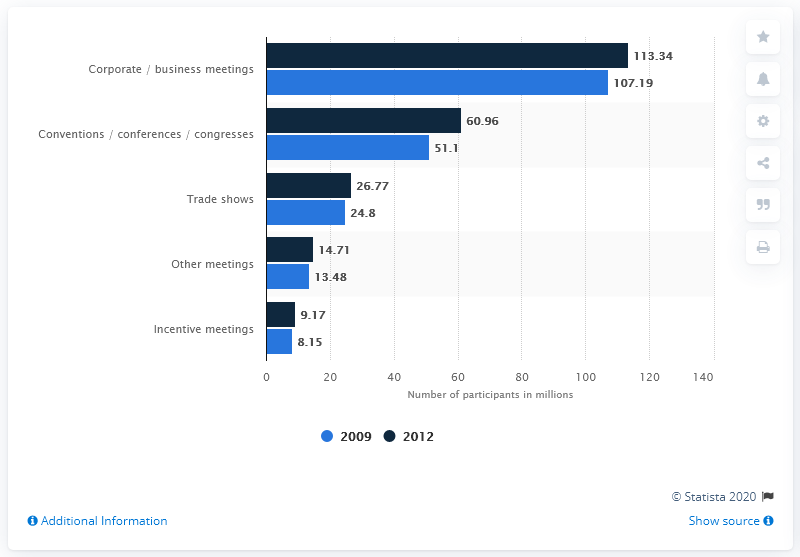 Corporate / business meetings
113.34
107.19
Conventions / conferences / congresses
60.96
51.1
Trade shows
26.77
24.8
Other meetings
14.71
13.48
Incentive meetings
9.17
8.15
0 20 40 60 80 100 120 140
Number of participants in millions
2009 2012
© Statista 2020
Additional Information
Show source